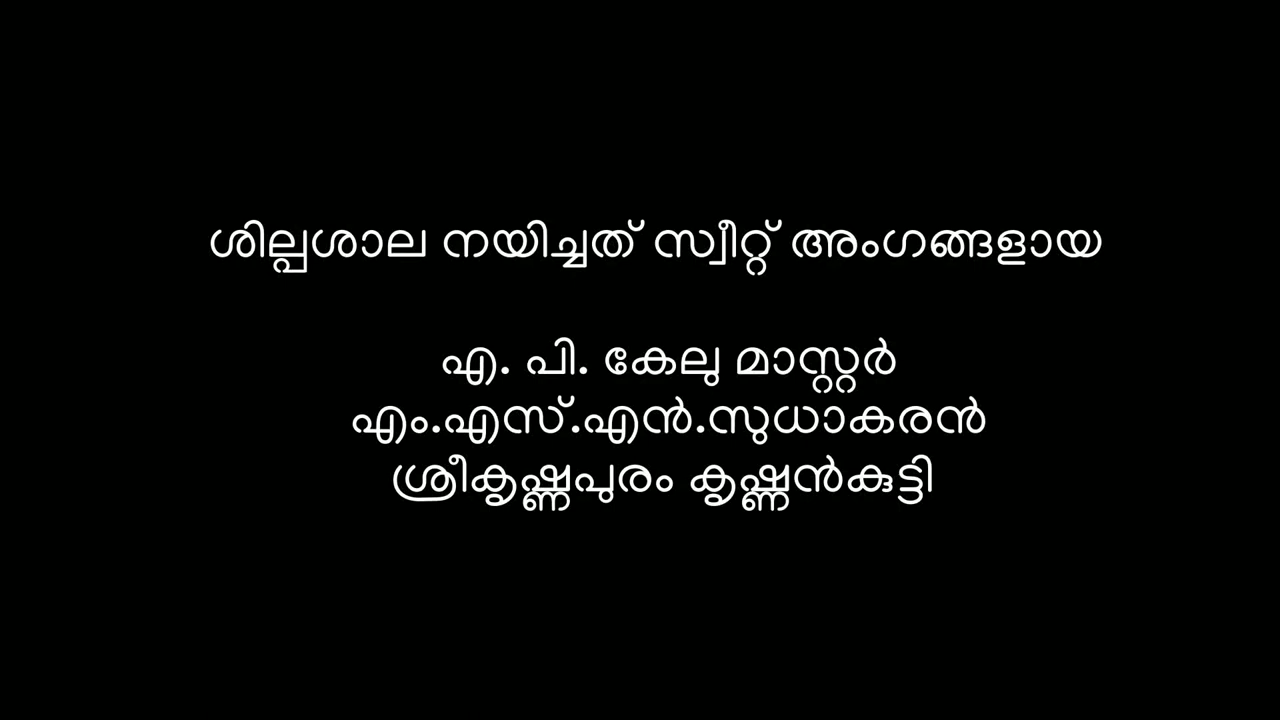 ശില്പശാല നയിച്ചത് സ്വീറ്റ് അംഗങ്ങളായ
എ. പി. കേലു മാസ്റ്റർ
എം.എസ്.എൻ.സുധാകരൻ
ശ്രീകൃഷ്ണപുരം കൃഷ്ണൻകുട്ടി